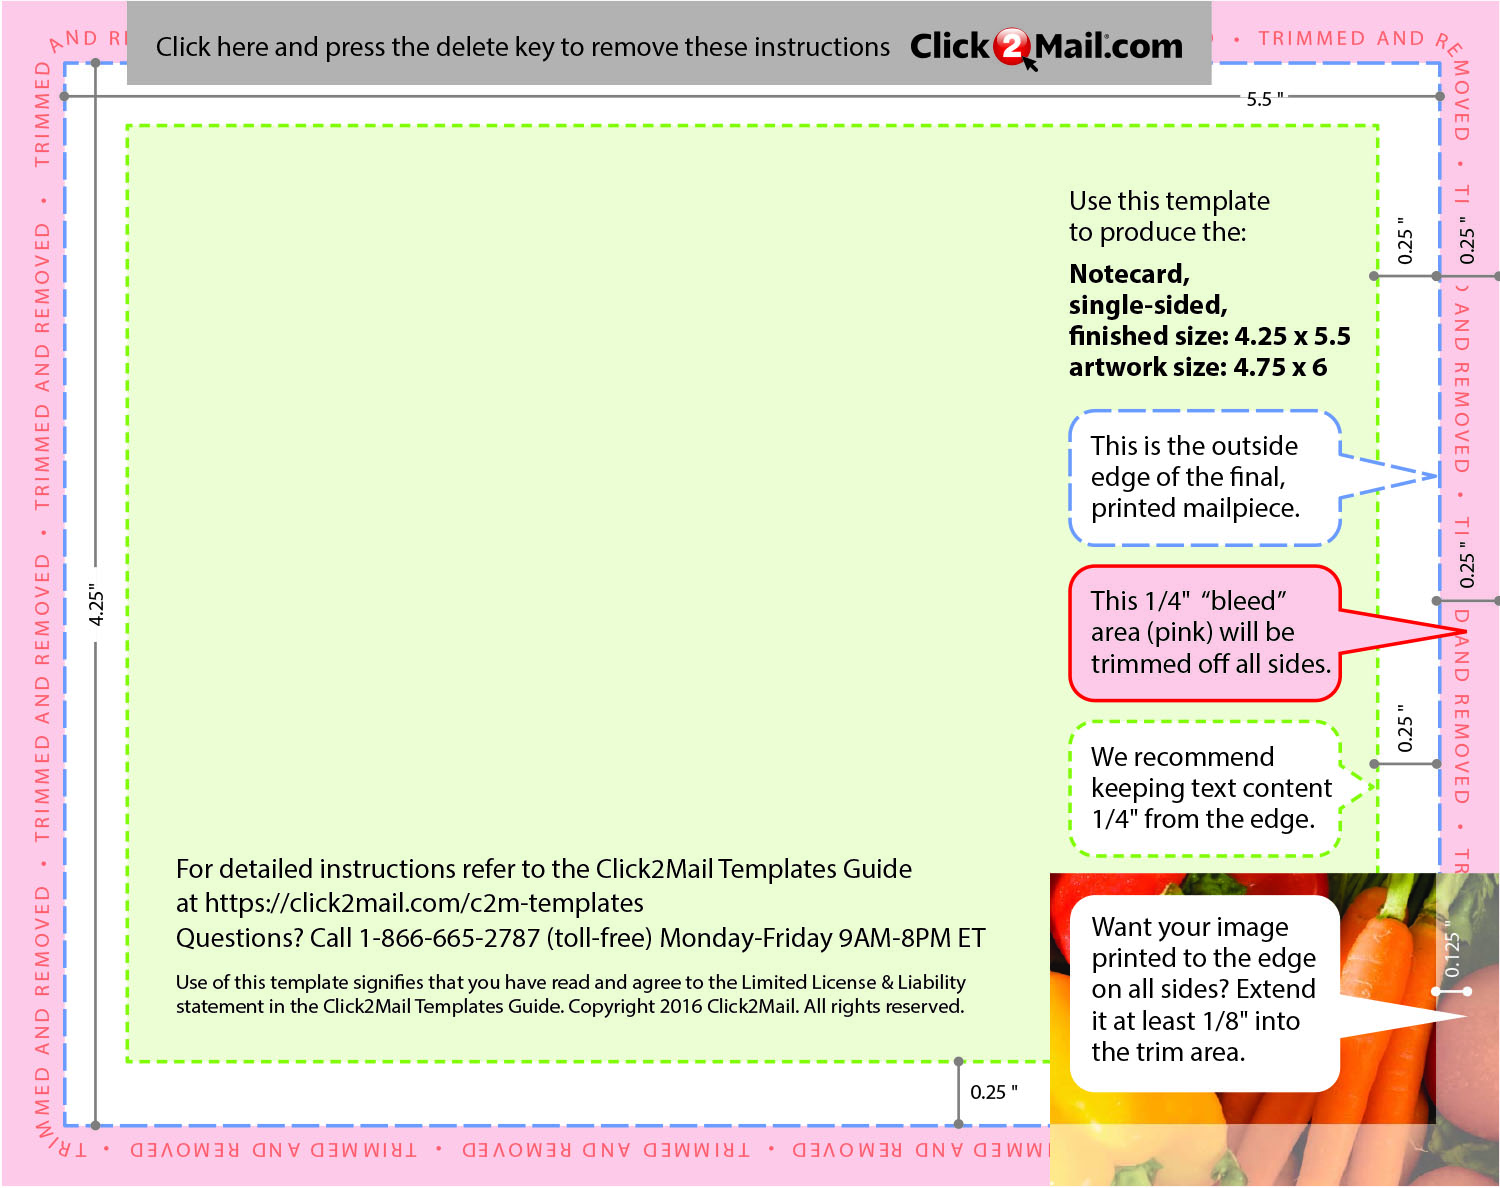 Click here and press the delete key to remove these instructions Click2Mail.com
AND
• TRIMMED AND REMOVED •
5.5 "
4.25"
0.25 "
0.25 "
Use this template
to produce the:
Notecard,
single-sided,
finished size: 4.25 x 5.5
artwork size: 4.75 x 6
This is the outside
edge of the final,
printed mailpiece.
AND REMOVED •
0.25 "
This 1/4" “bleed”
area (pink) will be
trimmed off all sides.
AND REMOVED •
0.25 "
We recommend
keeping text content
1/4" from the edge.
For detailed instructions refer to the Click2Mail Templates Guide
at https://click2mail.com/c2m-templates
Questions? Call 1-866-665-2787 (toll-free) Monday-Friday 9AM-8PM ET
Use of this template signifies that you have read and agree to the Limited License & Liability
statement in the Click2Mail Templates Guide. Copyright 2016 Click2Mail. All rights reserved.
Want your image
printed to the edge
on all sides? Extend
it at least 1/8" into
the trim area.
0.125 "
0.25 "
TRIMMED AND REMOVED • TRIMMED AND REMOVED • TRIMMED AND REMOVED • TRIMMED
AND REMOVED • TRIMMED AND REMOVED • TRIMMED AND REMOVED •